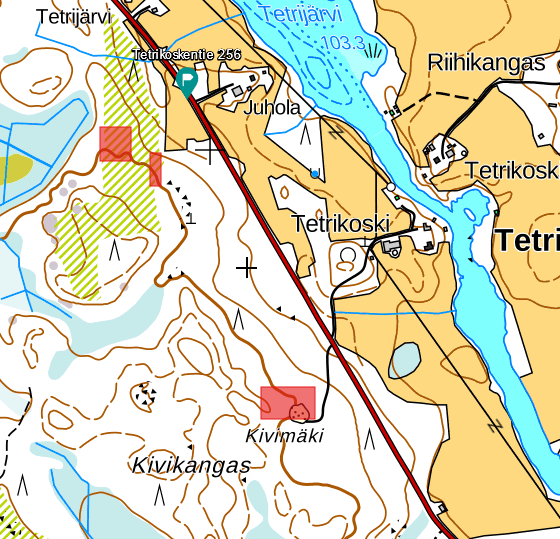 Tetrijärvi
Tetrijärvi
103.3
Tetrikoskentie 256
P
Riihikangas
Juhola
Tetrikosk
Tetrikoski
Tetri
Kivimäki
Kivikangas